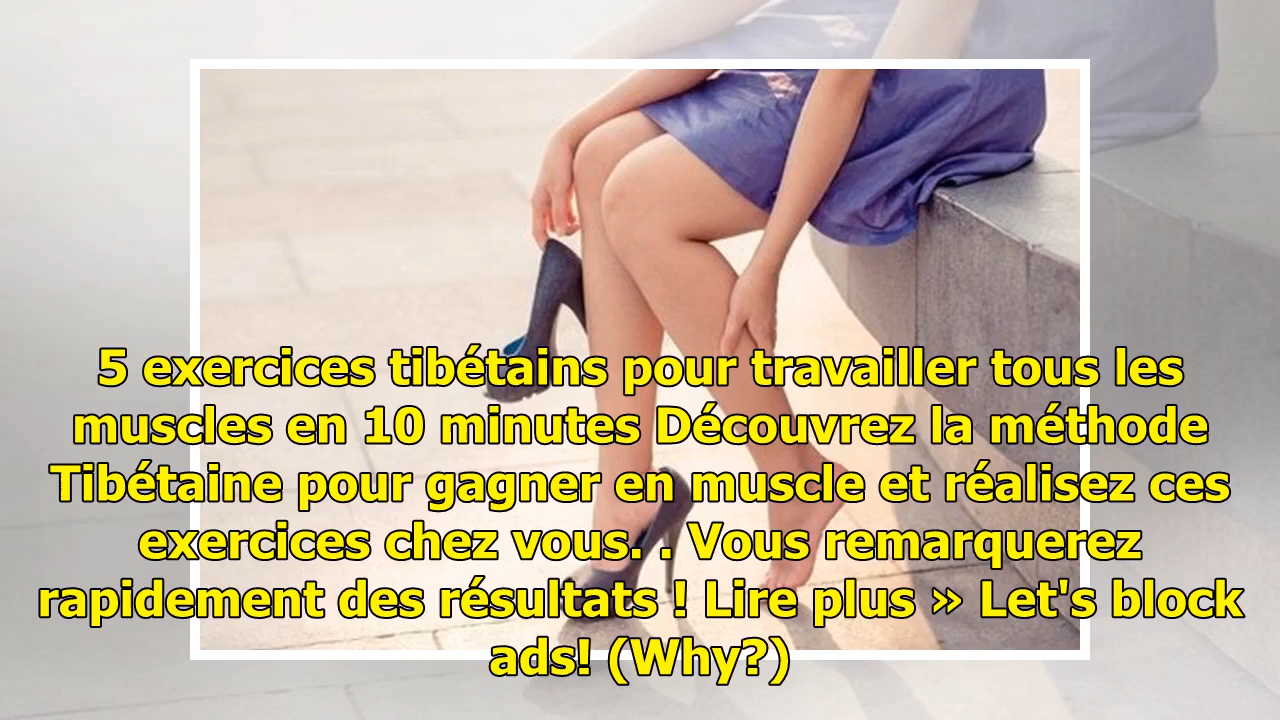 5 exercices tibétains pour travailler tous les
muscles en 10 minutes Découvrez la méthode
Tibétaine pour gagner en muscle et réalisez ces
exercices chez vous. . Vous remarquerez
rapidement des résultats ! Lire plus » Let's block
ads! (Why?)